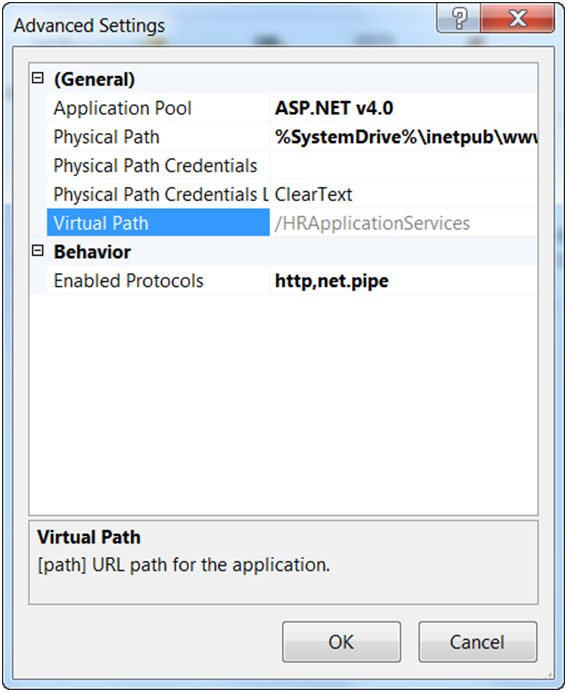 Advanced Settings
(General)
Application Pool ASP.NET v4.0
Physical Path %SystemDrive%\inetpub\ww
Physical Path Credentials
Physical Path Credentials L ClearText
Virtual Path /HRApplicationServices
Behavior
Enabled Protocols http,net.pipe
Virtual Path
[path] URL path for the application.
OK Cancel